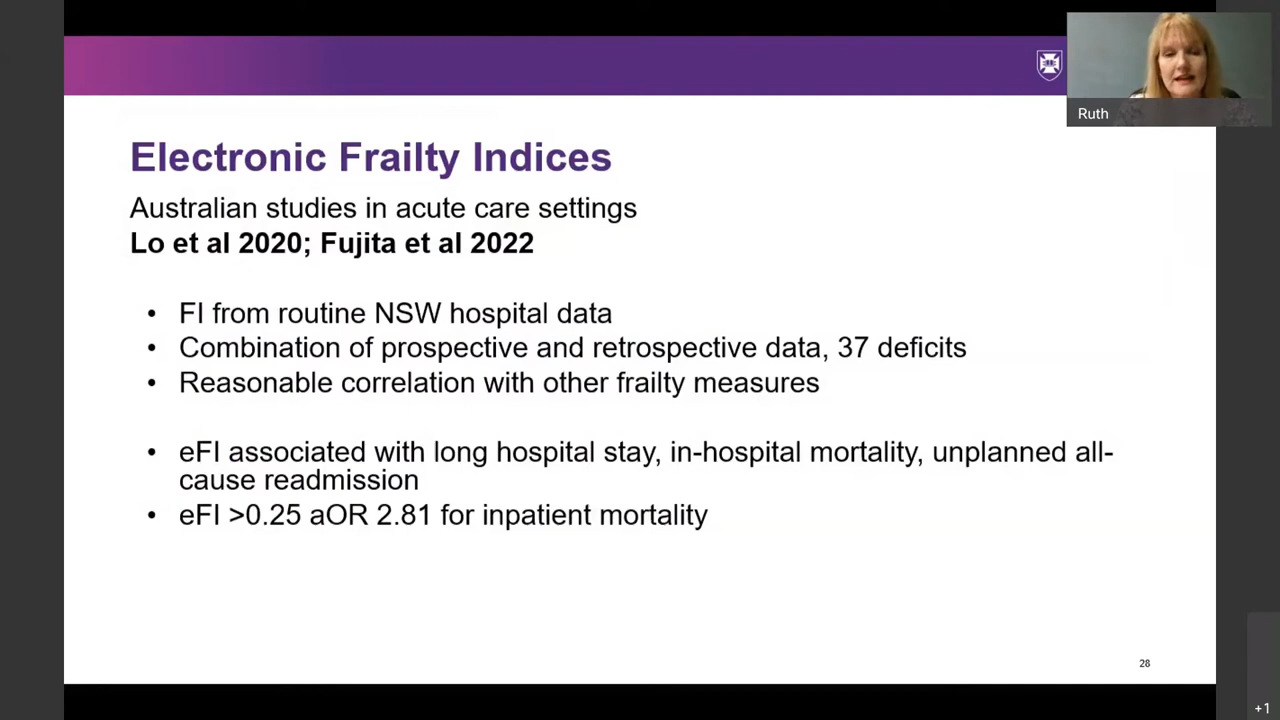 Ruth
Electronic Frailty Indices
Australian studies in acute care settings
Lo et al 2020; Fujita et al 2022
• FI from routine NSW hospital data
• Combination of prospective and retrospective data, 37 deficits
• Reasonable correlation with other frailty measures
• eFI associated with long hospital stay, in-hospital mortality, unplanned all-
cause readmission
• eFI >0.25 aOR 2.81 for inpatient mortality
28
+1